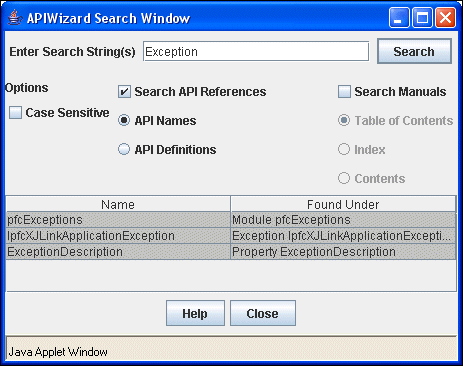 APIWizard Search Window
Enter Search String(s) Exception Search
Options Search API References Search Manuals
Case Sensitive API Names Table of Contents
API Definitions Index
Contents
Name Found Under
pfcExceptions Module pfcExceptions
IpfcXJLinkApplicationException Exception IpfcXJLinkApplicationExcepti...
ExceptionDescription Property ExceptionDescription
Help Close
Java Applet Window